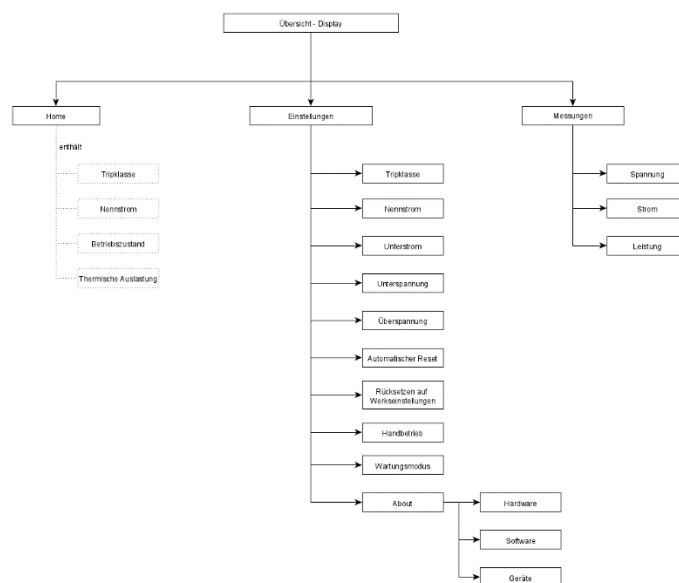 Übersicht - Display
Home
Einstellungen
Messungen
enthält
Tripklasse
Nennstrom
Betriebszustand
Thermische Auslastung
Tripklasse
Nennstrom
Unterstrom
Unterspannung
Überspannung
Automatischer Reset
Rücksetzen auf
Werkseinstellungen
Handbetrieb
Wartungsmodus
About
Hardware
Software
Geräte
Spannung
Strom
Leistung